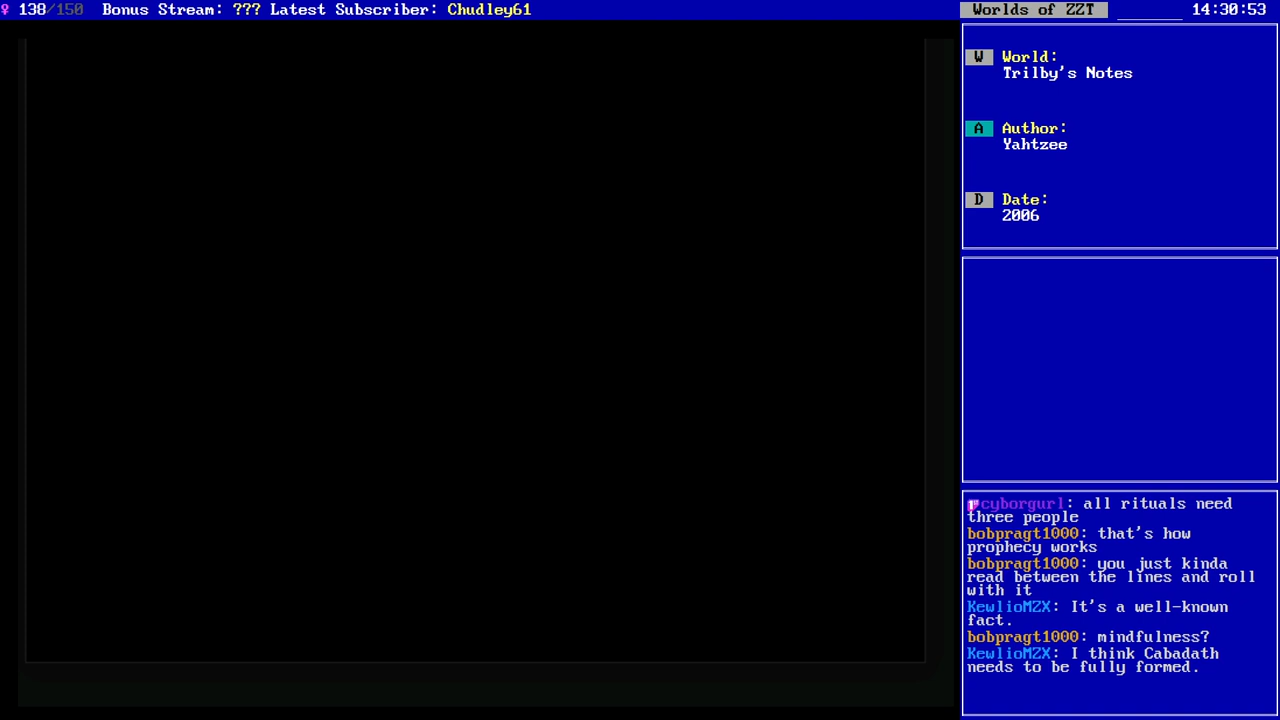 ♀ 138/150 Bonus Stream: ??? Latest Subscriber: Chudley61
Worlds of ZZT 14:30:53
W World:
Trilby's Notes
A Author:
Yahtzee
D Date:
2006
cyborgurl: all rituals need
three people
bobpragt1000: that's how
prophecy works
bobpragt1000: you just kinda
read between the lines and roll
with it
KewlioMZX: It's a well-known
fact.
bobpragt1000: mindfulness?
KewlioMZX: I think Cabadath
needs to be fully formed.